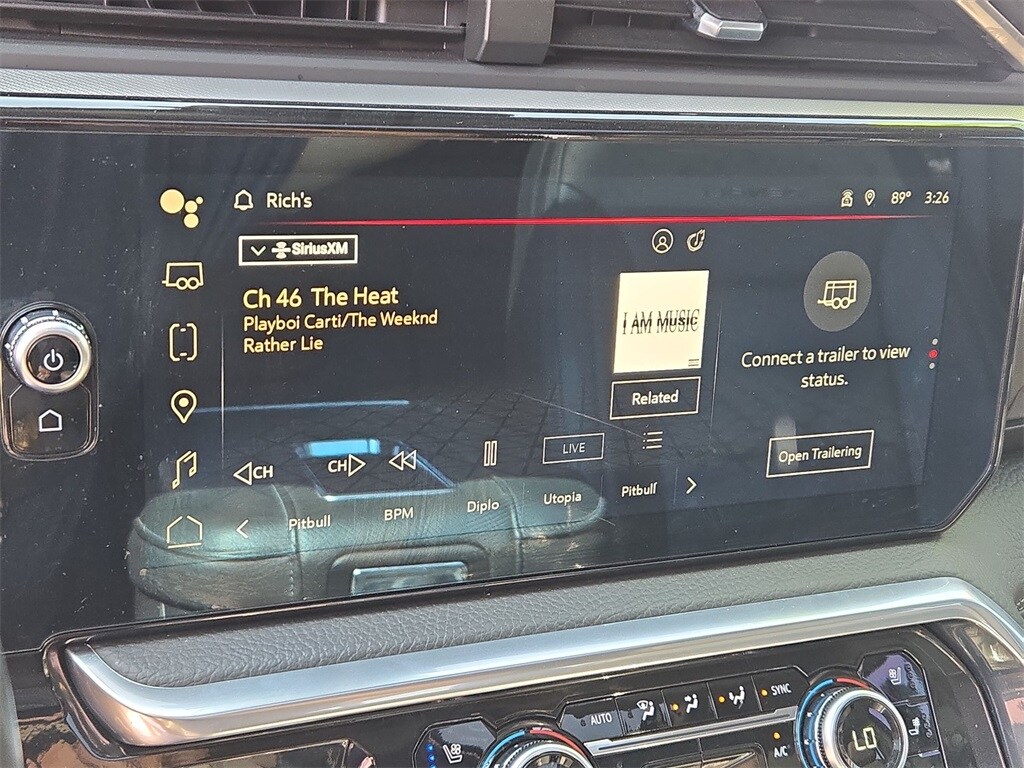 Rich's
89° 3:26
SiriusXM
Ch 46 The Heat
Playboi Carti/The Weeknd
Rather Lie
I AM MUSIC
Related
Connect a trailer to view
status.
Open Trailering
CH
CH
LIVE
Pitbull
BPM
Diplo
Utopia
Pitbull
AUTO
SYNC
A/C
LO